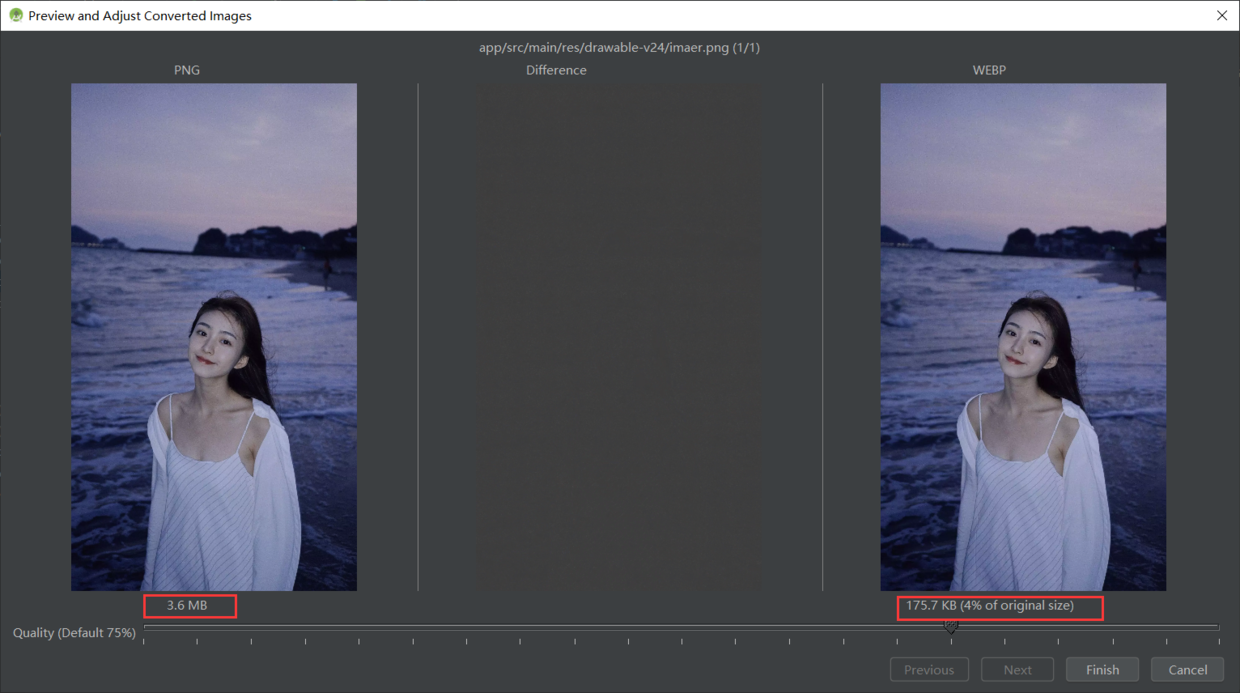 Preview and Adjust Converted Images
app/src/main/res/drawable-v24/imaer.png (1/1)
PNG
Difference
WEBP
3.6 MB
175.7 KB (4% of original size)
Quality (Default 75%)
Previous
Next
Finish
Cancel